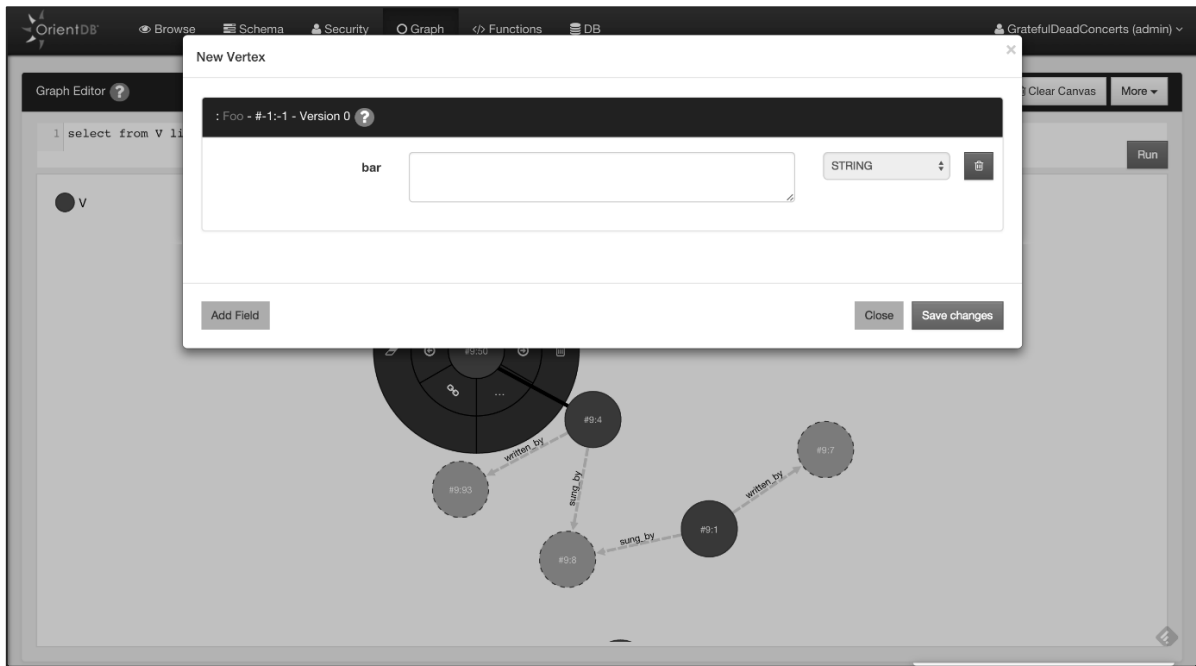 OrientDB Browse Schema Security Graph </> Functions DB GratefulDeadConcerts (admin)
New Vertex ×
Graph Editor ? Clear Canvas More
: Foo - #-1:-1 - Version 0 ?
1 select from V li
Run
bar STRING
V
Add Field Close Save changes
#9:50
...
#9:4
written_by
#9:7
#9:93
sung_by
written_by
#9:1
sung_by
#9:8